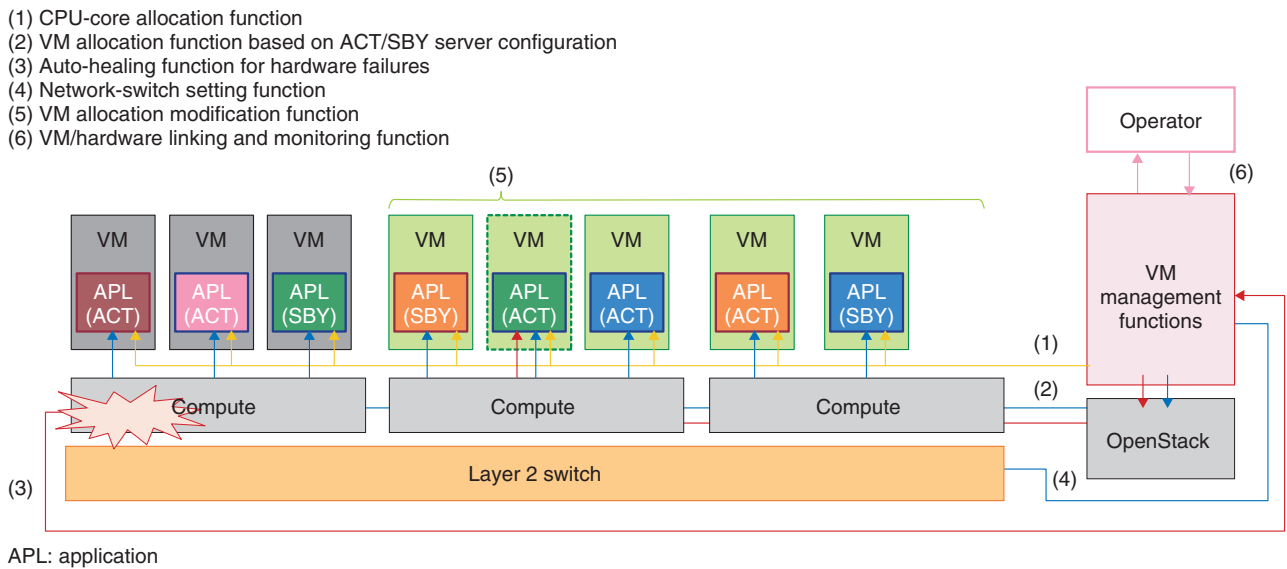 (1) CPU-core allocation function
(2) VM allocation function based on ACT/SBY server configuration
(3) Auto-healing function for hardware failures
(4) Network-switch setting function
(5) VM allocation modification function
(6) VM/hardware linking and monitoring function
Operator
(5)
(6)
VM
VM
VM
VM
VM
VM
VM
VM
APL
(ACT)
APL
(ACT)
APL
(SBY)
APL
(SBY)
APL
(ACT)
APL
(ACT)
APL
(ACT)
APL
(SBY)
VM
management
functions
(1)
Compute
Compute
Compute
(2)
OpenStack
Layer 2 switch
(3)
(4)
APL: application